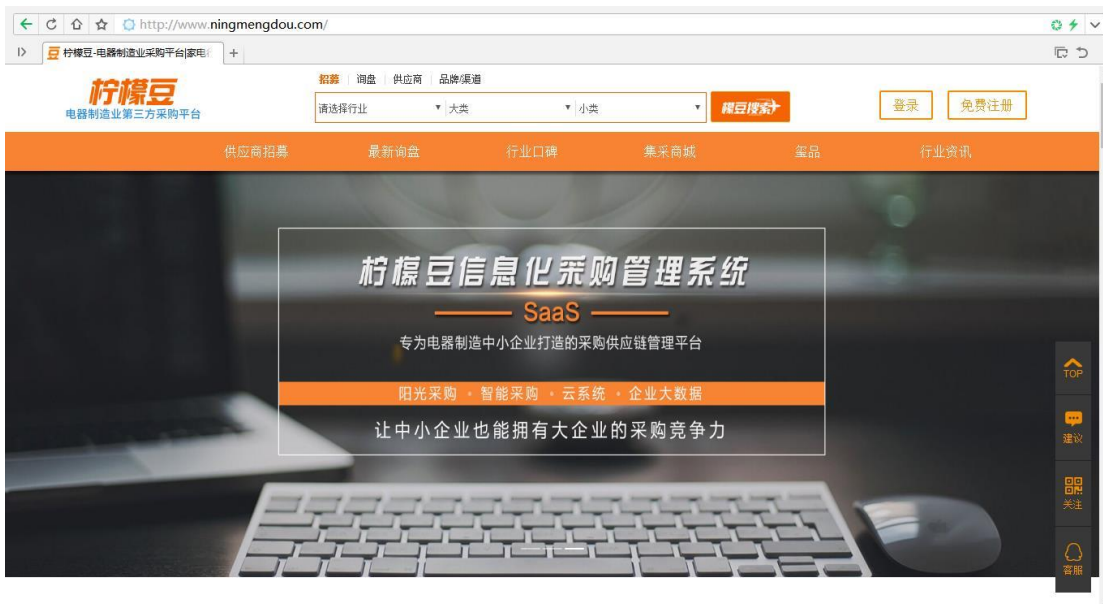 http://www.ningmengdou.com/
柠檬豆-电器制造业采购平台|家电
柠檬豆
电器制造业第三方采购平台
招募 询盘 供应商 品牌/渠道
请选择行业 大类 小类 檬豆搜索
登录 免费注册
供应商招募 最新询盘 行业口碑 集采商城 玺品 行业资讯
柠檬豆信息化采购管理系统
SaaS
专为电器制造中小企业打造的采购供应链管理平台
阳光采购 · 智能采购 · 云系统 · 企业大数据
让中小企业也能拥有大企业的采购竞争力
TOP
建议
关注
客服